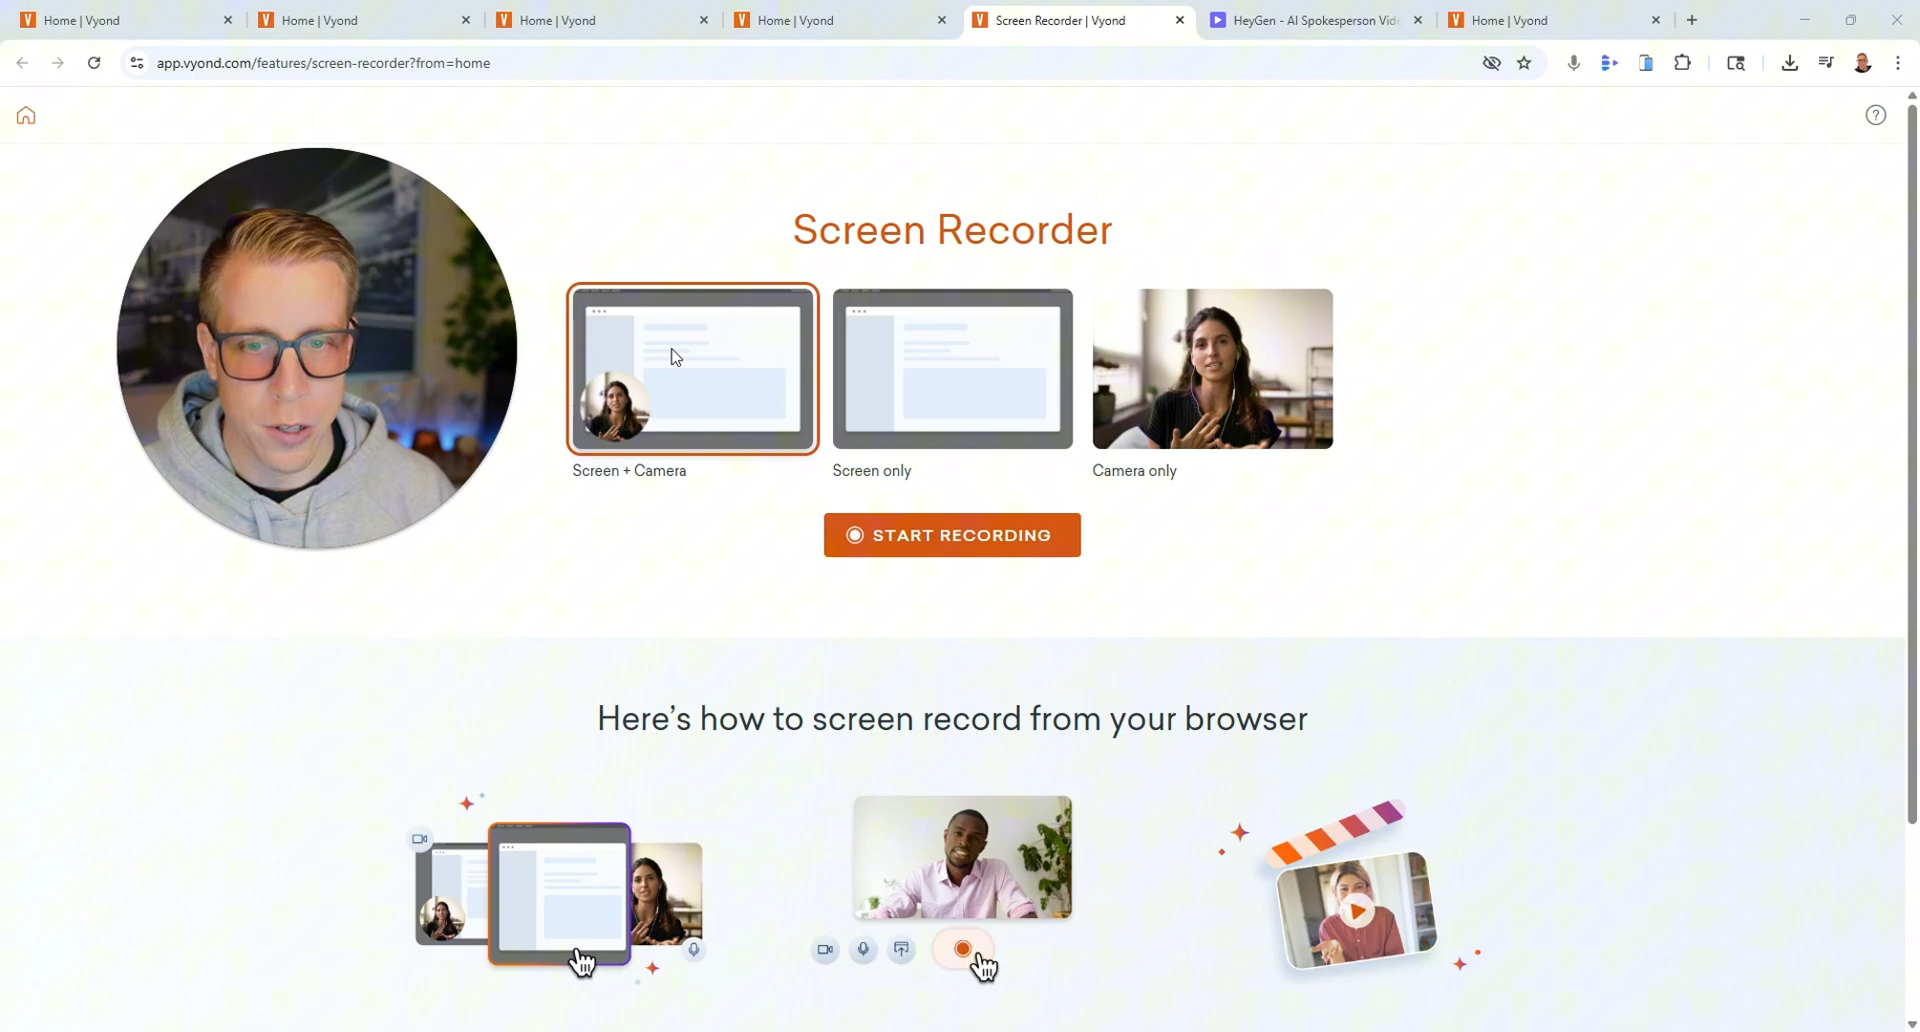 Home | Vyond
Home | Vyond
Home | Vyond
Home | Vyond
Screen Recorder | Vyond
HeyGen - AI Spokesperson Vid
Home | Vyond
app.vyond.com/features/screen-recorder?from=home
Screen Recorder
Screen + Camera
Screen only
Camera only
START RECORDING
Here's how to screen record from your browser